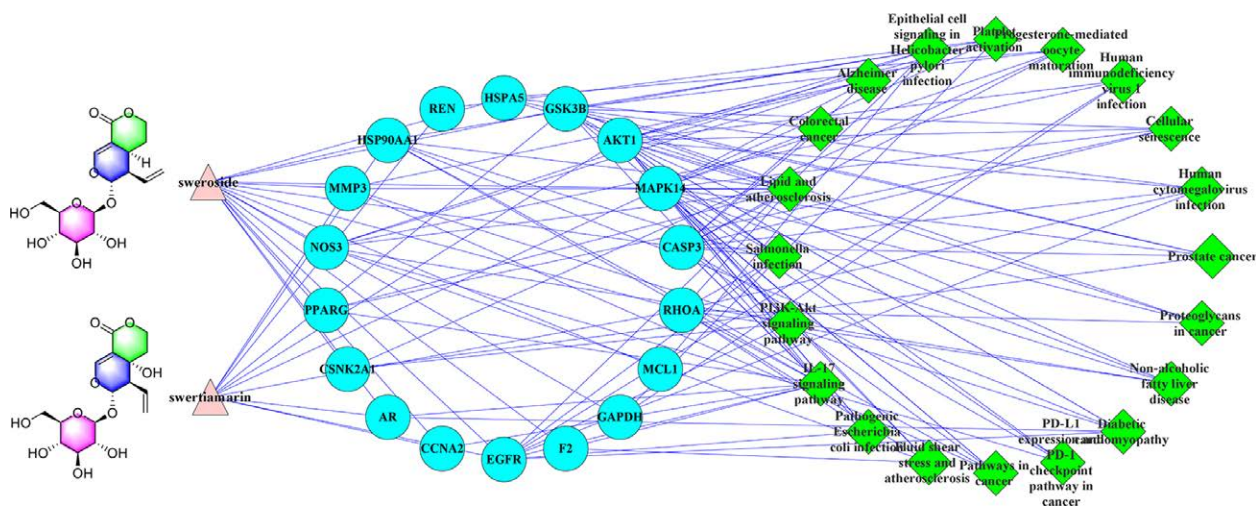 O
O
O
H
O
O
HO
O
HO
OH
OH
sweroside
O
O
O
OH
O
O
HO
O
HO
OH
OH
swertiamarin
HSPA5
GSK3B
AKT1
MAPK14
CASP3
RHOA
MCL1
GAPDH
F2
EGFR
CCNA2
AR
CSNK2A1
PPARG
NOS3
MMP3
HSP90AA1
REN
Epithelial cell
signaling in
Helicobacter
pylori
infection
Platelet
activation
Progesterone-mediated
oocyte
maturation
Human
immunodeficiency
virus 1
infection
Cellular
senescence
Human
cytomegalovirus
infection
Prostate cancer
Proteoglycans
in cancer
Non-alcoholic
fatty liver
disease
Diabetic
cardiomyopathy
PD-L1
expression and
PD-1
checkpoint
pathway in cancer
Pathways in
cancer
Fluid shear
stress and
atherosclerosis
Pathogenic
Escherichia
coli infection
IL-17
signaling
pathway
PI3K-Akt
signaling
pathway
Salmonella
infection
Lipid and
atherosclerosis
Colorectal
cancer
Alzheimer
disease